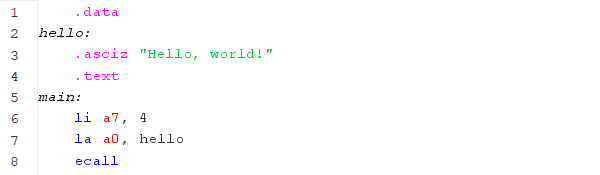 1 .data
2 hello:
3 .asciz "Hello, world!"
4 .text
5 main:
6 li a7, 4
7 la a0, hello
8 ecall